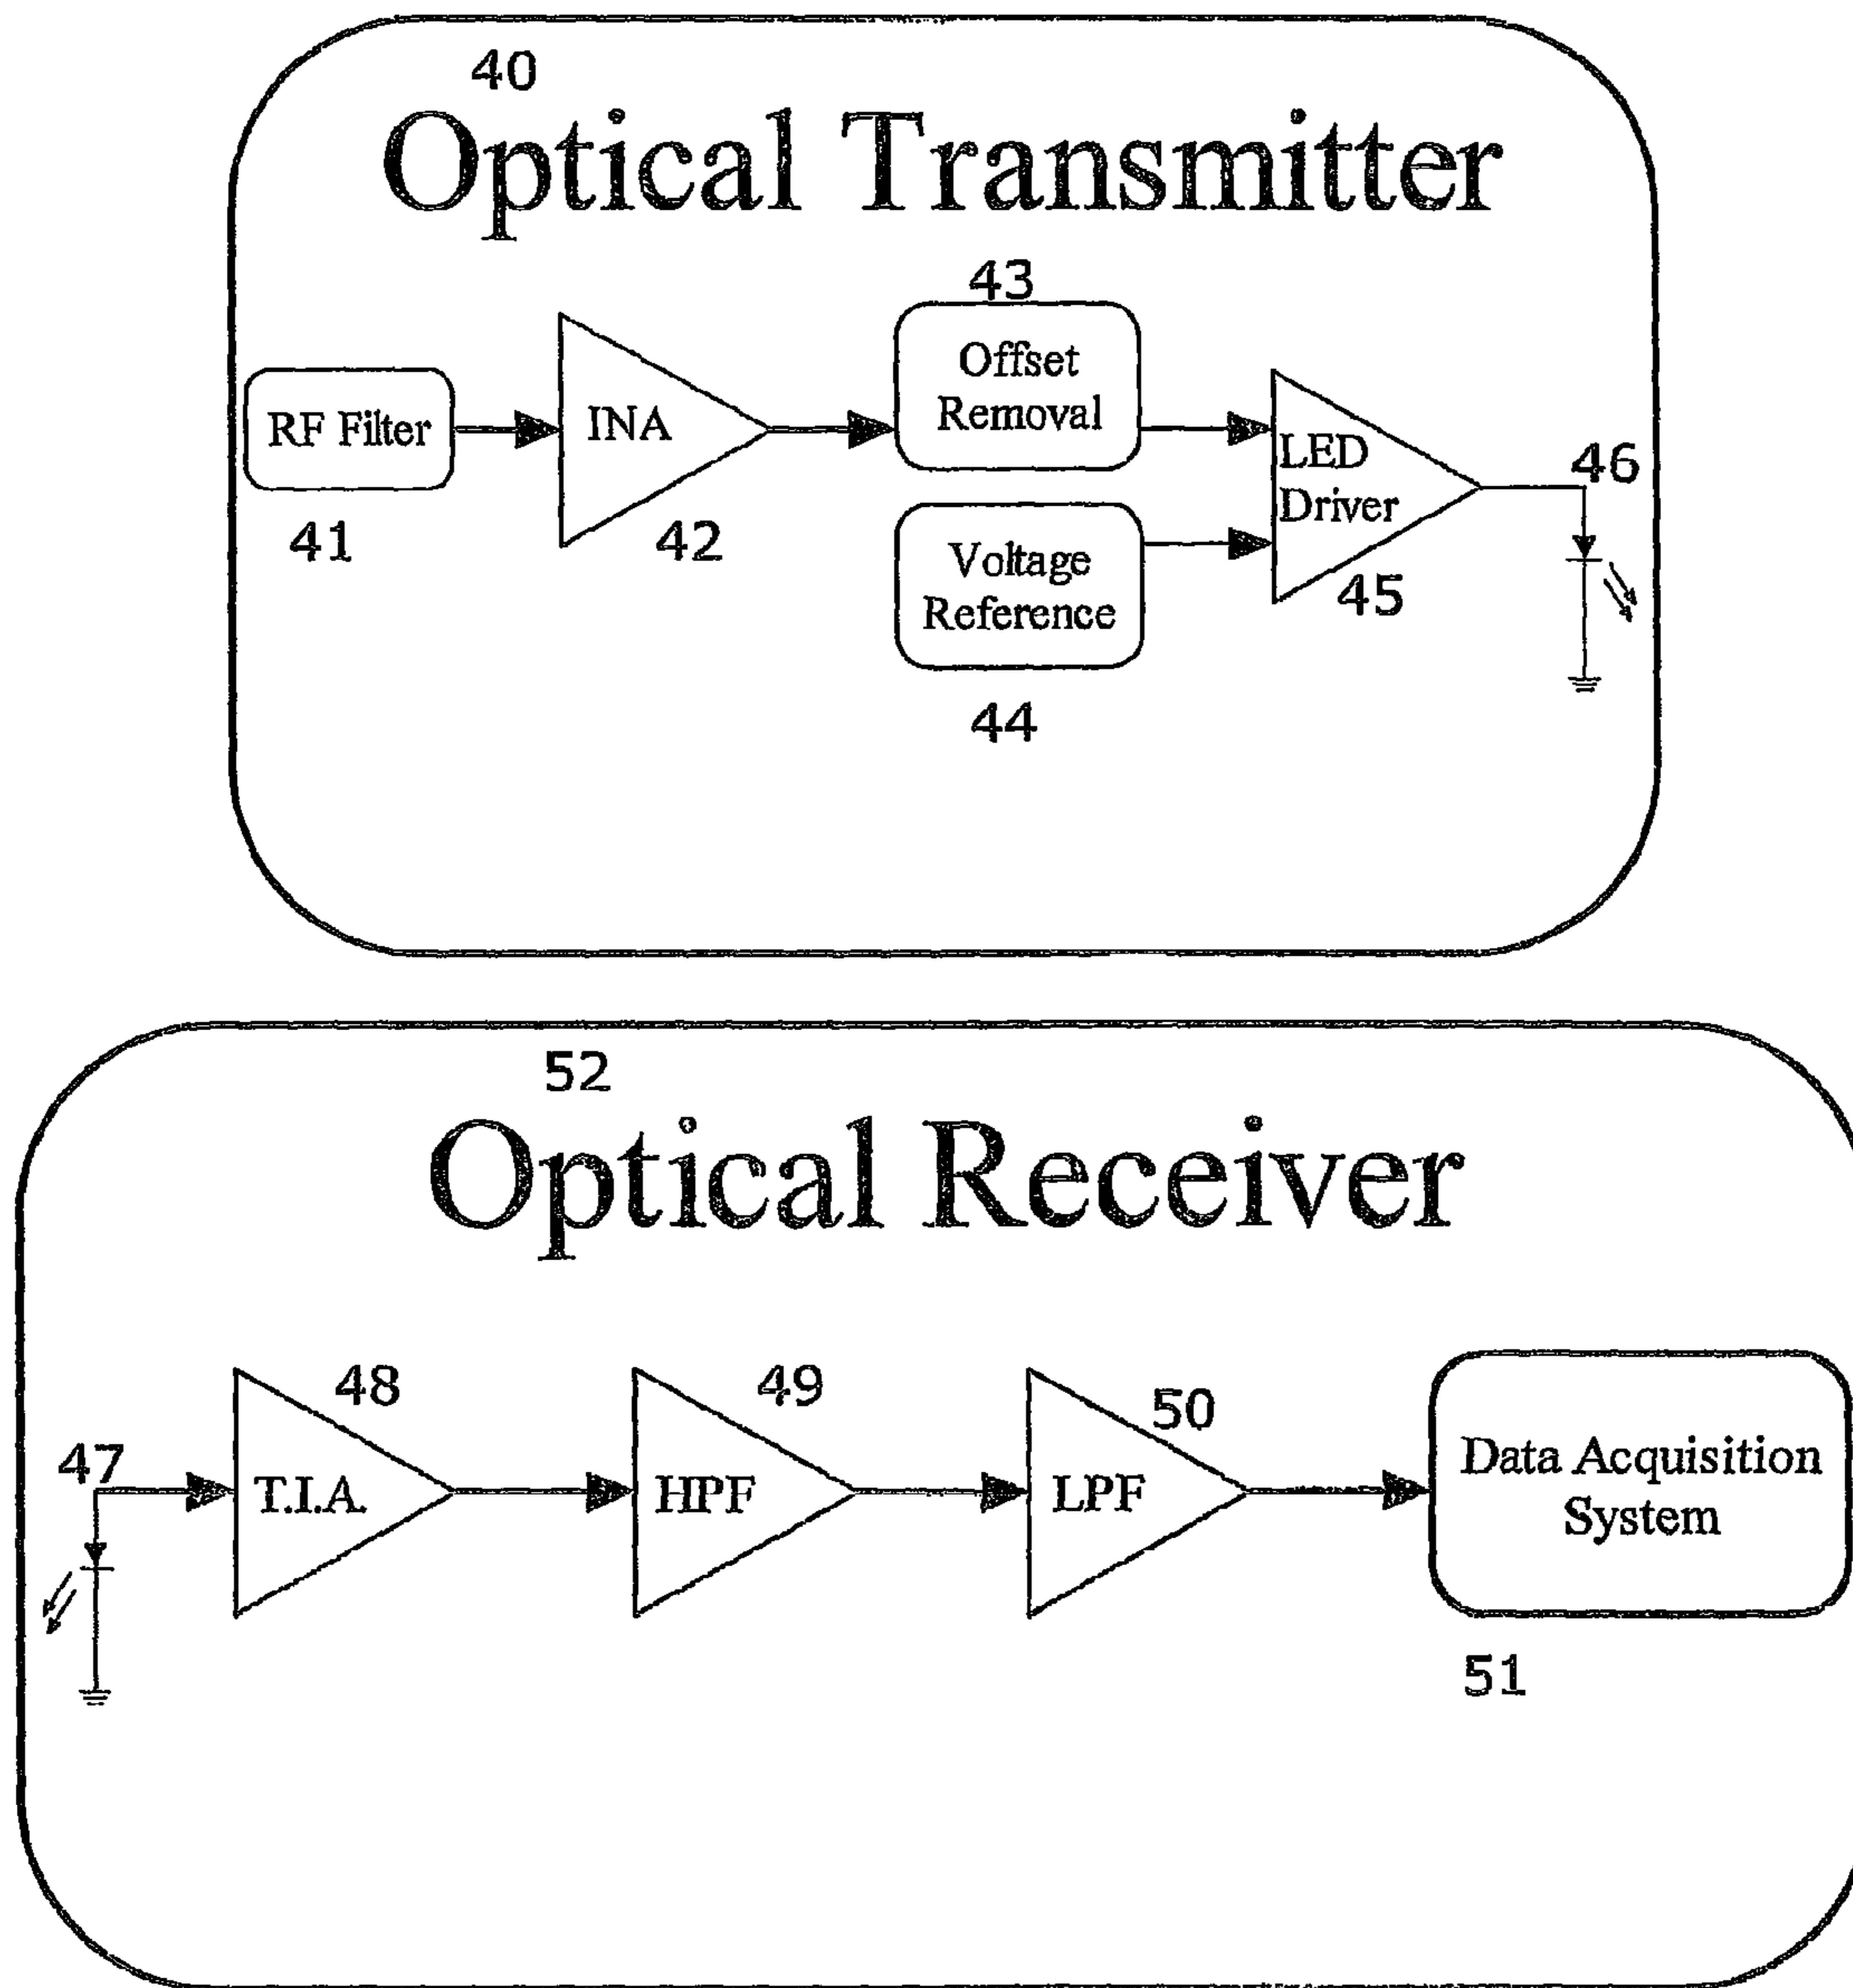 40
Optical Transmitter
43
Offset
Removal
RF Filter
INA
LED
Driver
46
41
42
Voltage
Reference
45
44
52
Optical Receiver
48
49
50
47
T.I.A.
HPF
LPF
Data Acquisition
System
51